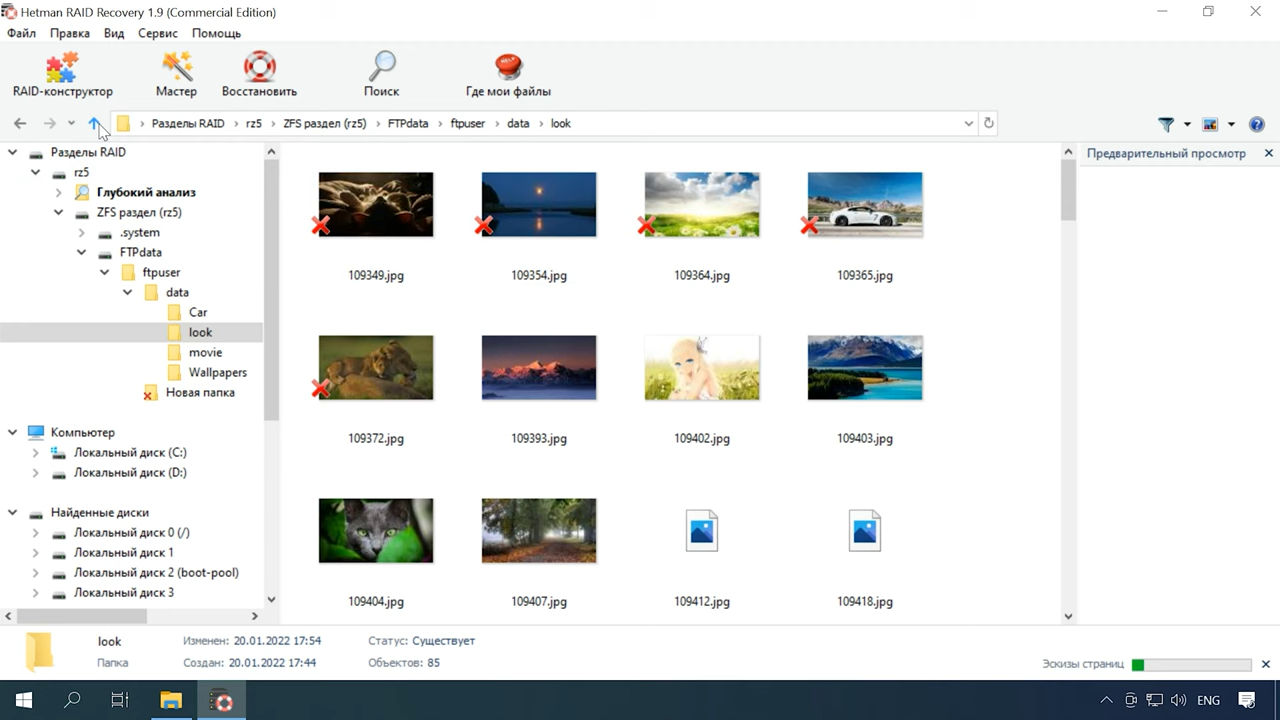 Hetman RAID Recovery 1.9 (Commercial Edition)
Файл Правка Вид Сервис Помощь
RAID-конструктор Мастер Восстановить Поиск Где мои файлы
Разделы RAID rz5 ZFS раздел (rz5) FTPdata ftpuser data look
Разделы RAID
rz5
Глубокий анализ
ZFS раздел (rz5)
.system
FTPdata
ftpuser
data
Car
look
movie
Wallpapers
Новая папка
Компьютер
Локальный диск (C:)
Локальный диск (D:)
Найденные диски
Локальный диск 0 (/)
Локальный диск 1
Локальный диск 2 (boot-pool)
Локальный диск 3
109349.jpg 109354.jpg 109364.jpg 109365.jpg
109372.jpg 109393.jpg 109402.jpg 109403.jpg
109404.jpg 109407.jpg 109412.jpg 109418.jpg
Предварительный просмотр
look Изменен: 20.01.2022 17:54 Статус: Существует
Папка Создан: 20.01.2022 17:44 Объектов: 85
Эскизы страниц
ENG